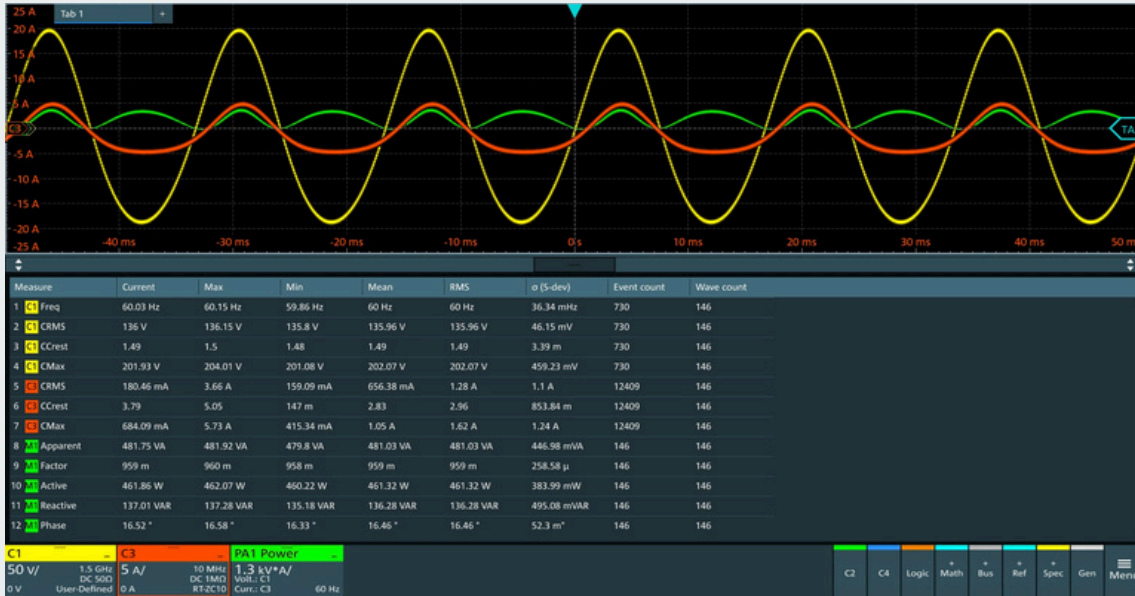 25 A
Tab 1 +
20 A
15 A
10 A
5 A
C3
TA
-5 A
-10 A
-15 A
-20 A
-25 A -40 ms -30 ms -20 ms -10 ms 0 s 10 ms 20 ms 30 ms 40 ms 50 m
Measure Current Max Min Mean RMS σ (S-dev) Event count Wave count
1 C1 Freq 60.03 Hz 60.15 Hz 59.86 Hz 60 Hz 60 Hz 36.34 mHz 730 146
2 C1 CRMS 136 V 136.15 V 135.8 V 135.96 V 135.96 V 46.15 mV 730 146
3 C1 CCrest 1.49 1.5 1.48 1.49 1.49 3.39 m 730 146
4 C1 CMax 201.93 V 204.01 V 201.08 V 202.07 V 202.07 V 459.23 mV 730 146
5 C3 CRMS 180.46 mA 3.66 A 159.09 mA 656.38 mA 1.28 A 1.1 A 12409 146
6 C3 CCrest 3.79 5.05 147 m 2.83 2.96 853.84 m 12409 146
7 C3 CMax 684.09 mA 5.73 A 415.34 mA 1.05 A 1.62 A 1.24 A 12409 146
8 M1 Apparent 481.75 VA 481.92 VA 479.8 VA 481.03 VA 481.03 VA 446.98 mVA 146 146
9 M1 Factor 959 m 960 m 958 m 959 m 959 m 258.58 µ 146 146
10 M1 Active 461.86 W 462.07 W 460.22 W 461.32 W 461.32 W 383.99 mW 146 146
11 M1 Reactive 137.01 VAR 137.28 VAR 135.18 VAR 136.28 VAR 136.28 VAR 495.08 mVAR 146 146
12 M1 Phase 16.52 ° 16.58 ° 16.33 ° 16.46 ° 16.46 ° 52.3 m° 146 146
C1 C3 PA1 Power
50 V/ 1.5 GHz 5 A/ 10 MHz 1.3 kV*A/
DC 50Ω DC 1MΩ Volt.: C1
0 V User-Defined 0 A RT-ZC10 Curr.: C3 60 Hz
C2 C4 Logic + Math + Bus + Ref + Spec Gen Menu